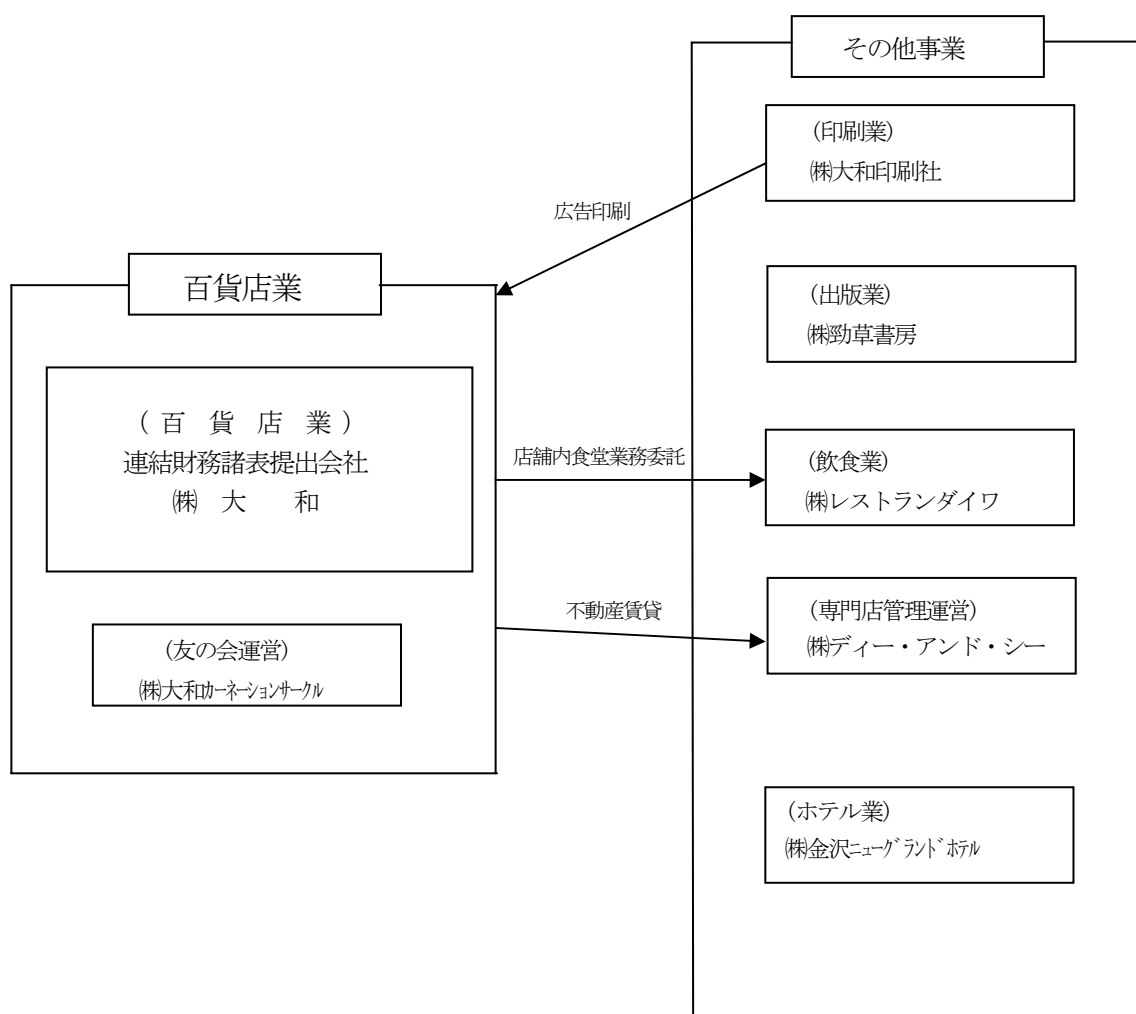 その他事業
(印刷業)
㈱大和印刷社
広告印刷
百貨店業
(出版業)
㈱勁草書房
(百貨店業)
連結財務諸表提出会社
㈱ 大 和
店舗内食堂業務委託
(飲食業)
㈱レストランダイワ
不動産賃貸
(専門店管理運営)
㈱ディー・アンド・シー
(友の会運営)
㈱大和ｶｰﾈｰｼｮﾝｻｰｸﾙ
(ホテル業)
㈱金沢ﾆｭｰｸﾞﾗﾝﾄﾞﾎﾃﾙ